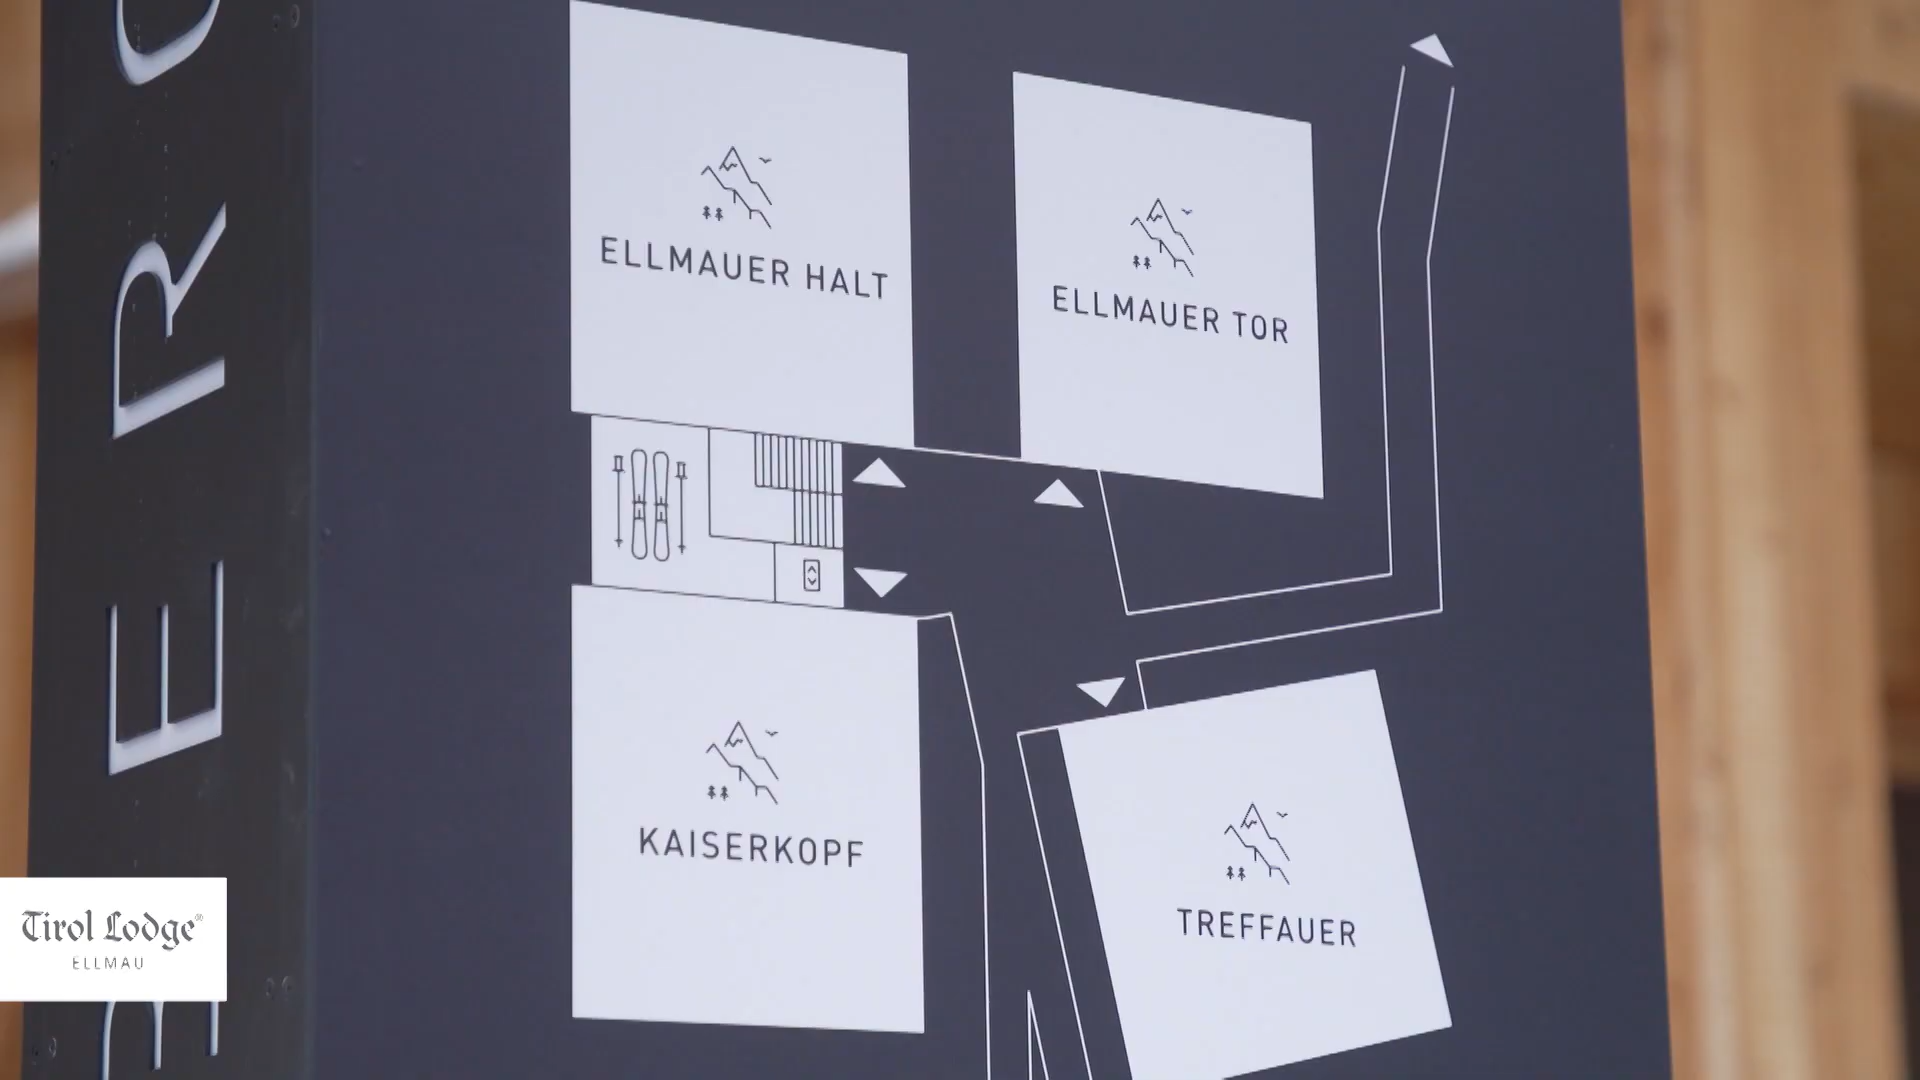 ELLMAUER HALT
ELLMAUER TOR
KAISERKOPF
TREFFAUER
Tirol Lodge®
ELLMAU